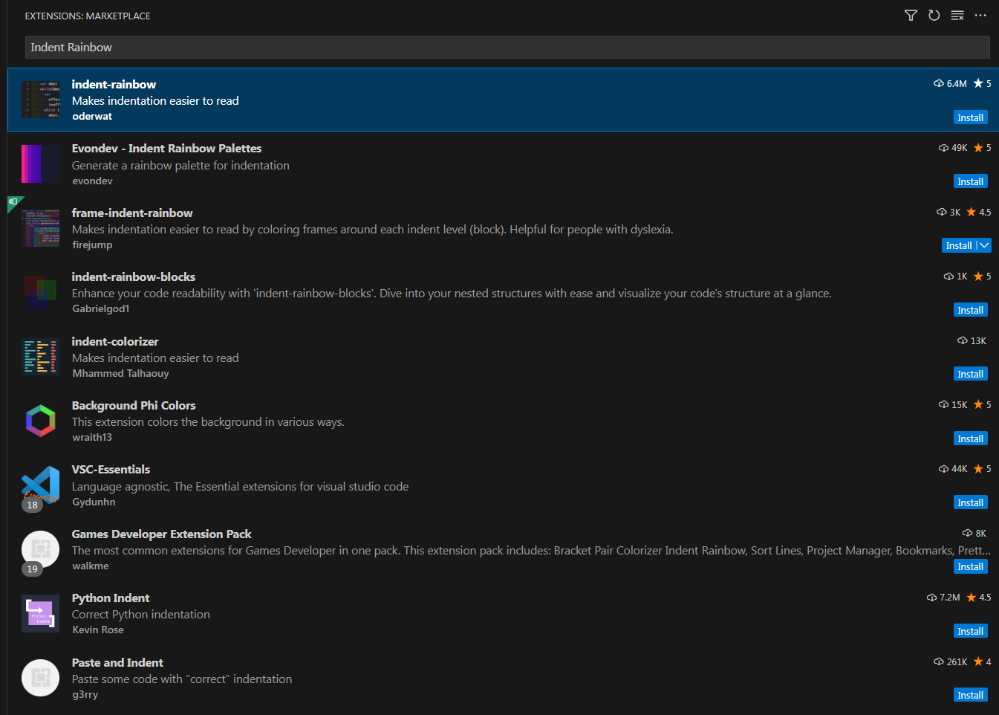 EXTENSIONS: MARKETPLACE
Indent Rainbow
indent-rainbow
6.4M 5
Makes indentation easier to read
oderwat
Install
Evondev - Indent Rainbow Palettes
49K 5
Generate a rainbow palette for indentation
evondev
Install
frame-indent-rainbow
3K 4.5
Makes indentation easier to read by coloring frames around each indent level (block). Helpful for people with dyslexia.
firejump
Install
indent-rainbow-blocks
1K 5
Enhance your code readability with 'indent-rainbow-blocks'. Dive into your nested structures with ease and visualize your code's structure at a glance.
Gabrielgod1
Install
indent-colorizer
13K
Makes indentation easier to read
Mhammed Talhaouy
Install
Background Phi Colors
15K 5
This extension colors the background in various ways.
wraith13
Install
VSC-Essentials
44K 5
Language agnostic, The Essential extensions for visual studio code
Gydunhn
18
Install
Games Developer Extension Pack
8K
The most common extensions for Games Developer in one pack. This extension pack includes: Bracket Pair Colorizer Indent Rainbow, Sort Lines, Project Manager, Bookmarks, Prett...
walkme
19
Install
Python Indent
7.2M 4.5
Correct Python indentation
Python
Indent
Kevin Rose
Install
Paste and Indent
261K 4
Paste some code with "correct" indentation
g3rry
Install